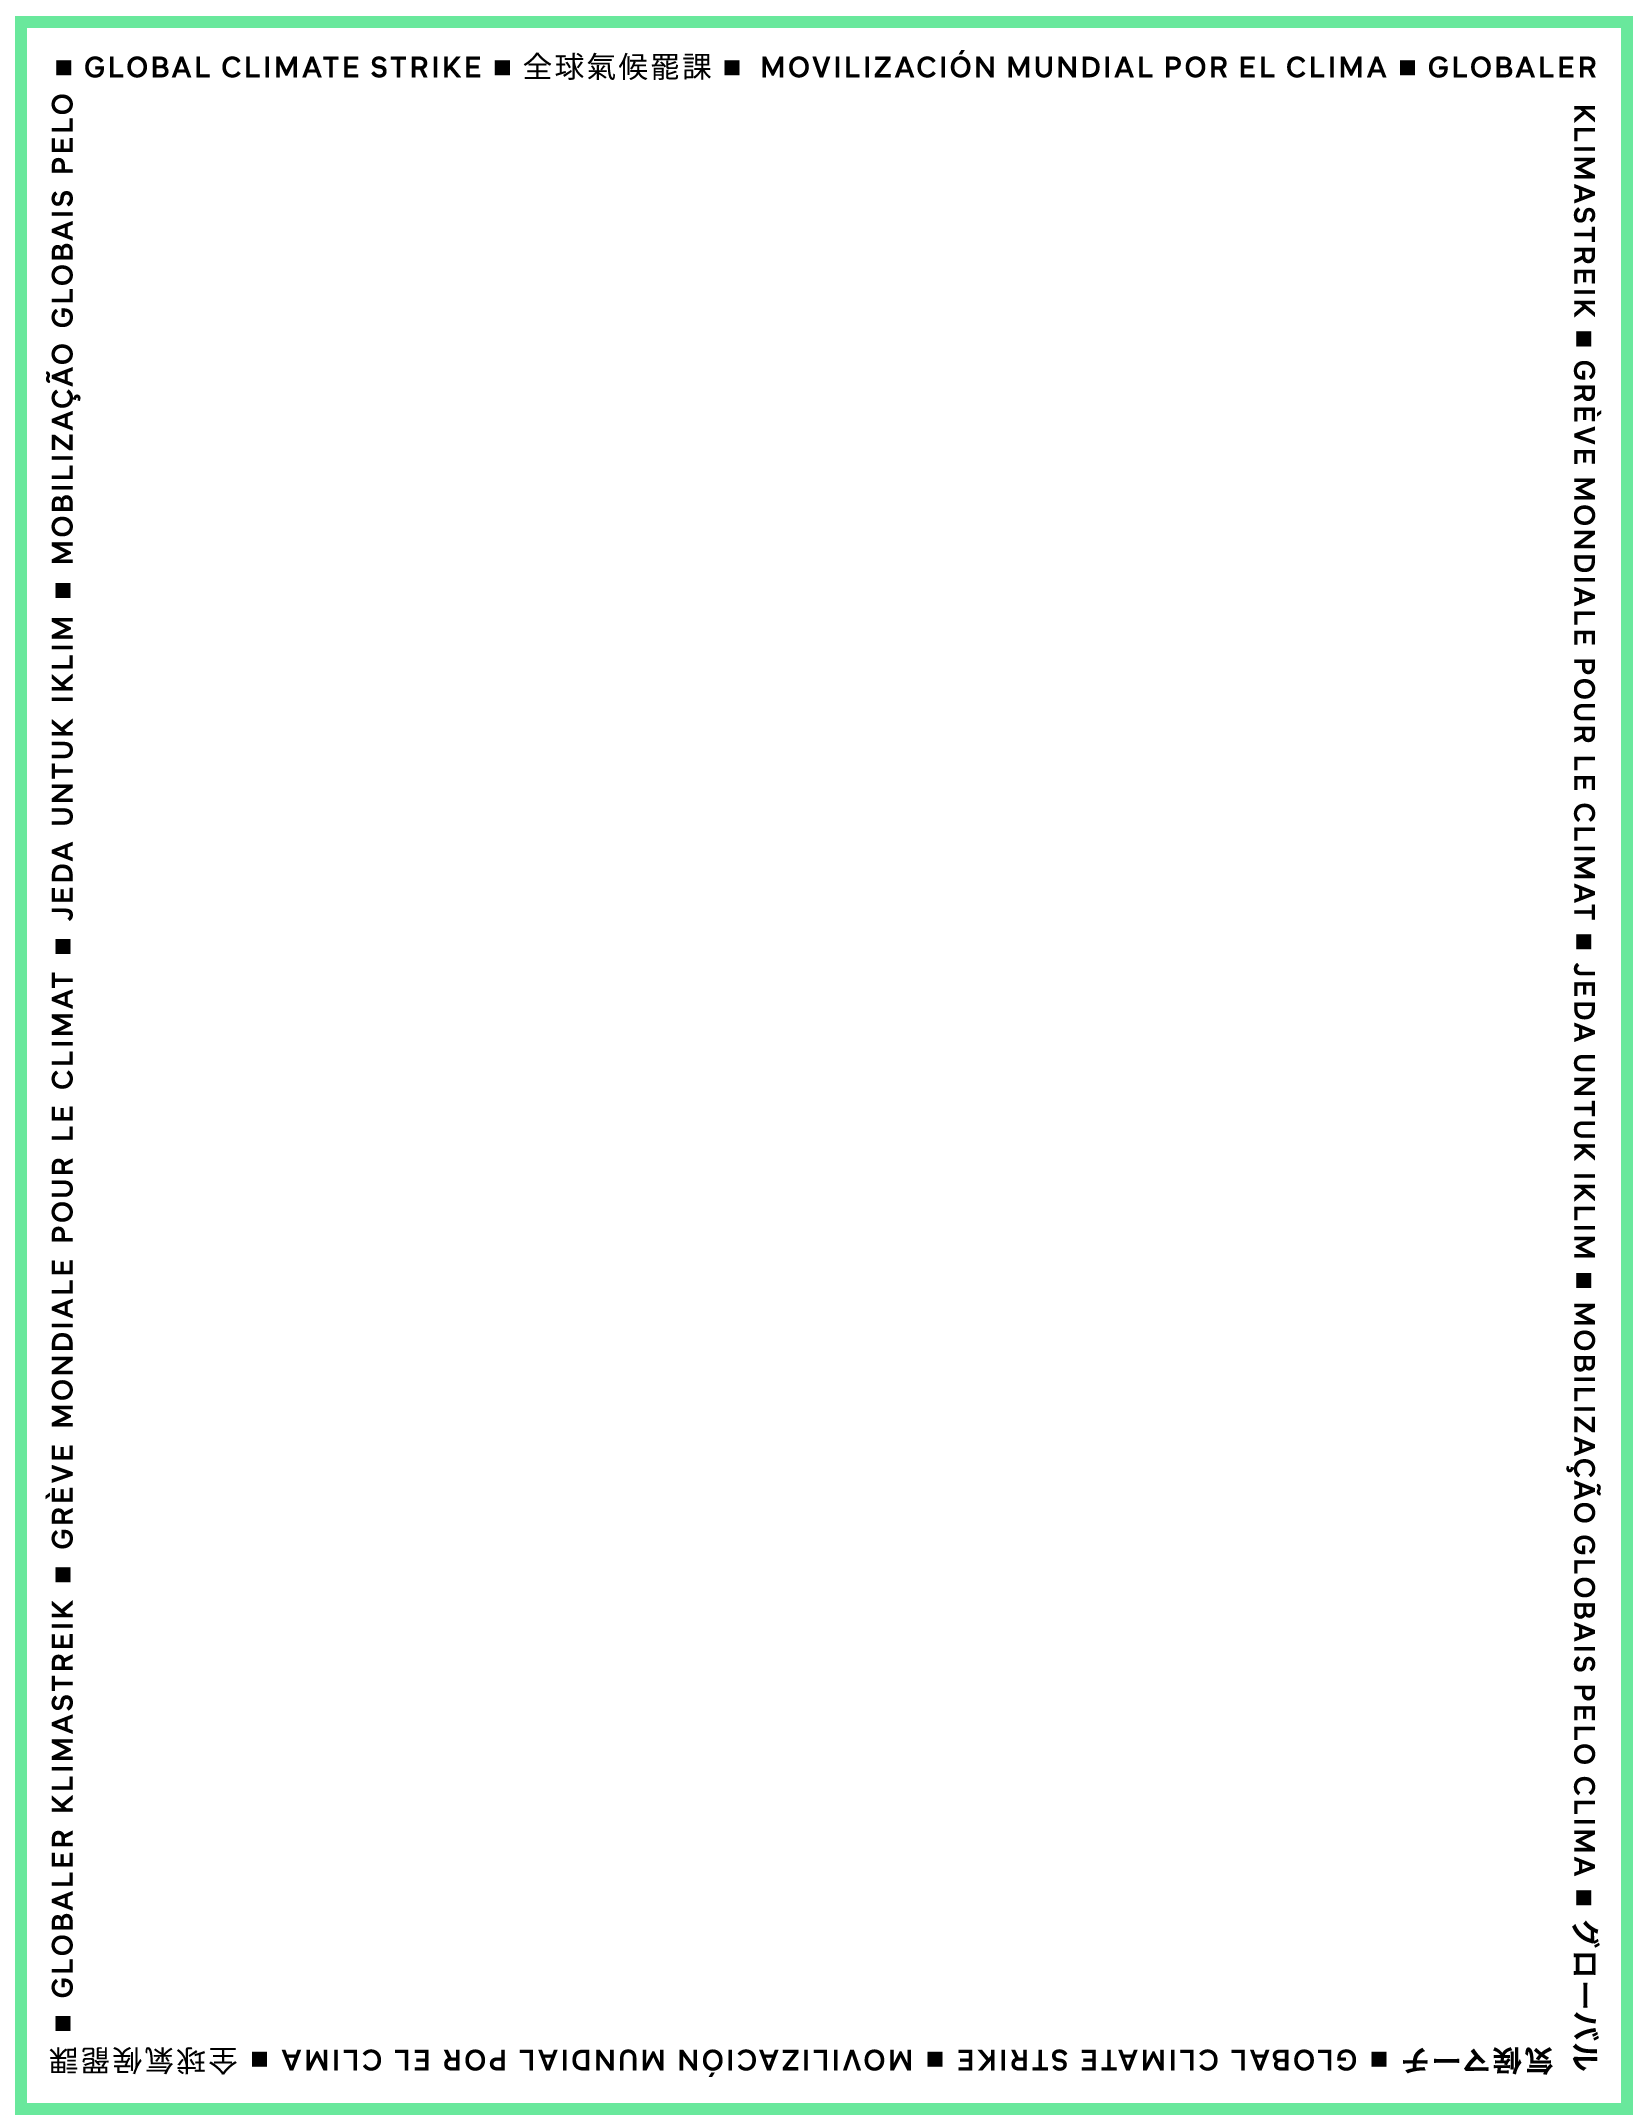 ■ GLOBAL CLIMATE STRIKE ■ 全球氣候罷課 ■ MOVILIZACIÓN MUNDIAL POR EL CLIMA ■ GLOBALER
KLIMASTREIK ■ GRÈVE MONDIALE POUR LE CLIMAT ■ JEDA UNTUK IKLIM ■ MOBILIZAÇÃO GLOBAIS PELO CLIMA ■ グローバル
気候マーチ ■ GLOBAL CLIMATE STRIKE ■ MOVILIZACIÓN MUNDIAL POR EL CLIMA ■ 全球氣候罷課
■ GLOBALER KLIMASTREIK ■ GRÈVE MONDIALE POUR LE CLIMAT ■ JEDA UNTUK IKLIM ■ MOBILIZAÇÃO GLOBAIS PELO